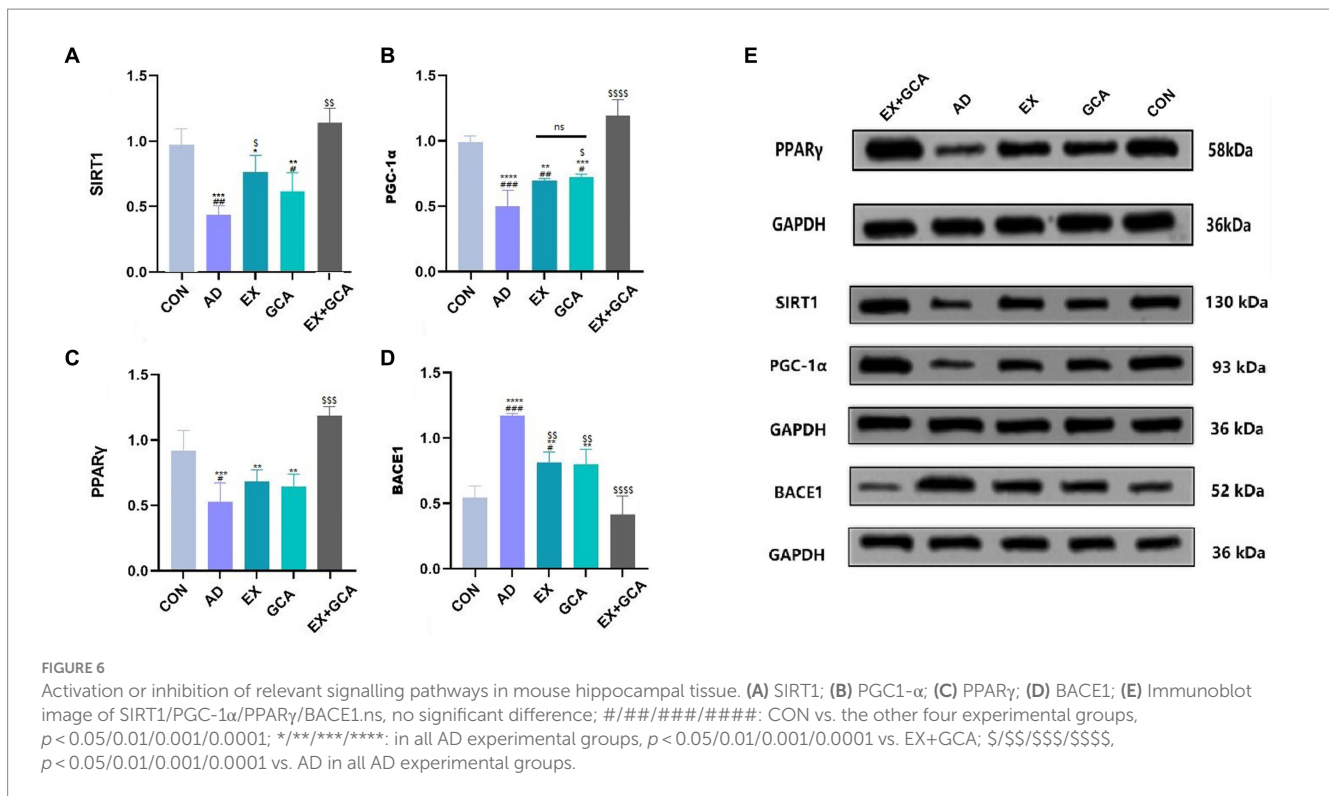 A
SIRT1
1.5
1.0
0.5
0.0
CON
AD
EX
GCA
EX+GCA
***
##
$
*
**
#
$$
B
PGC-1α
1.5
1.0
0.5
0.0
CON
AD
EX
GCA
EX+GCA
****
###
ns
**
##
$
***
#
$$$$
C
PPARγ
1.5
1.0
0.5
0.0
CON
AD
EX
GCA
EX+GCA
***
#
**
**
$$$
D
BACE1
1.5
1.0
0.5
0.0
CON
AD
EX
GCA
EX+GCA
****
###
$$
**
#
$$
**
$$$$
E
EX+GCA AD EX GCA CON
PPARγ 58kDa
GAPDH 36kDa
SIRT1 130 kDa
PGC-1α 93 kDa
GAPDH 36 kDa
BACE1 52 kDa
GAPDH 36 kDa
FIGURE 6
Activation or inhibition of relevant signalling pathways in mouse hippocampal tissue. (A) SIRT1; (B) PGC1-α; (C) PPARγ; (D) BACE1; (E) Immunoblot
image of SIRT1/PGC-1α/PPARγ/BACE1.ns, no significant difference; #/##/###/####: CON vs. the other four experimental groups,
p < 0.05/0.01/0.001/0.0001; */**/***/****: in all AD experimental groups, p < 0.05/0.01/0.001/0.0001 vs. EX+GCA; $/$$/$$$/$$$$,
p < 0.05/0.01/0.001/0.0001 vs. AD in all AD experimental groups.